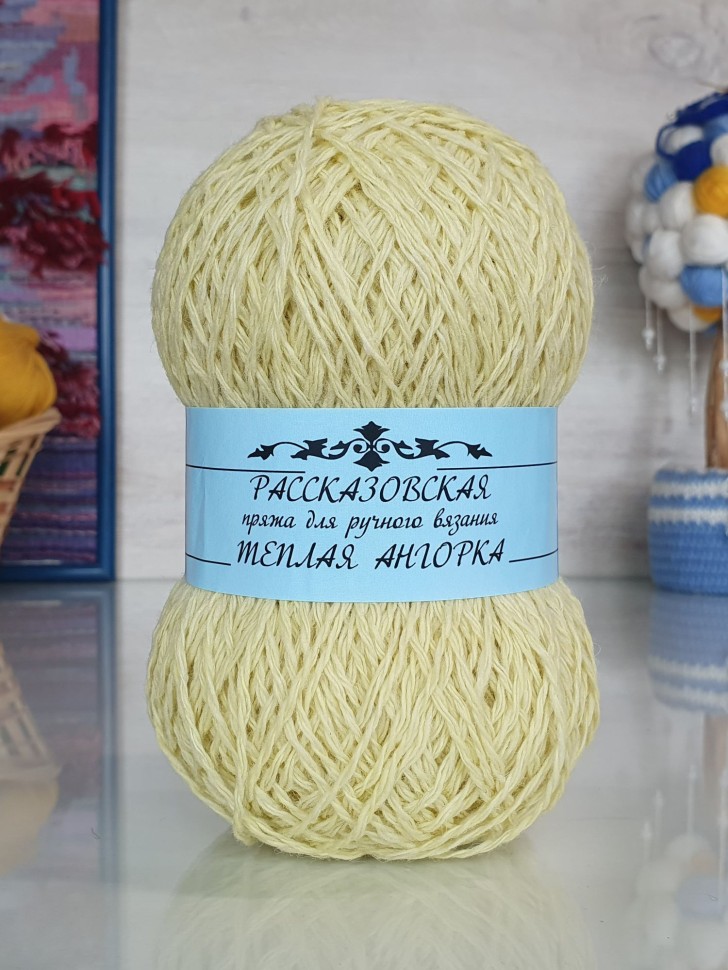 РАССКАЗОВСКАЯ
пряжа для ручного вязания
ТЕПЛАЯ АНГОРКА